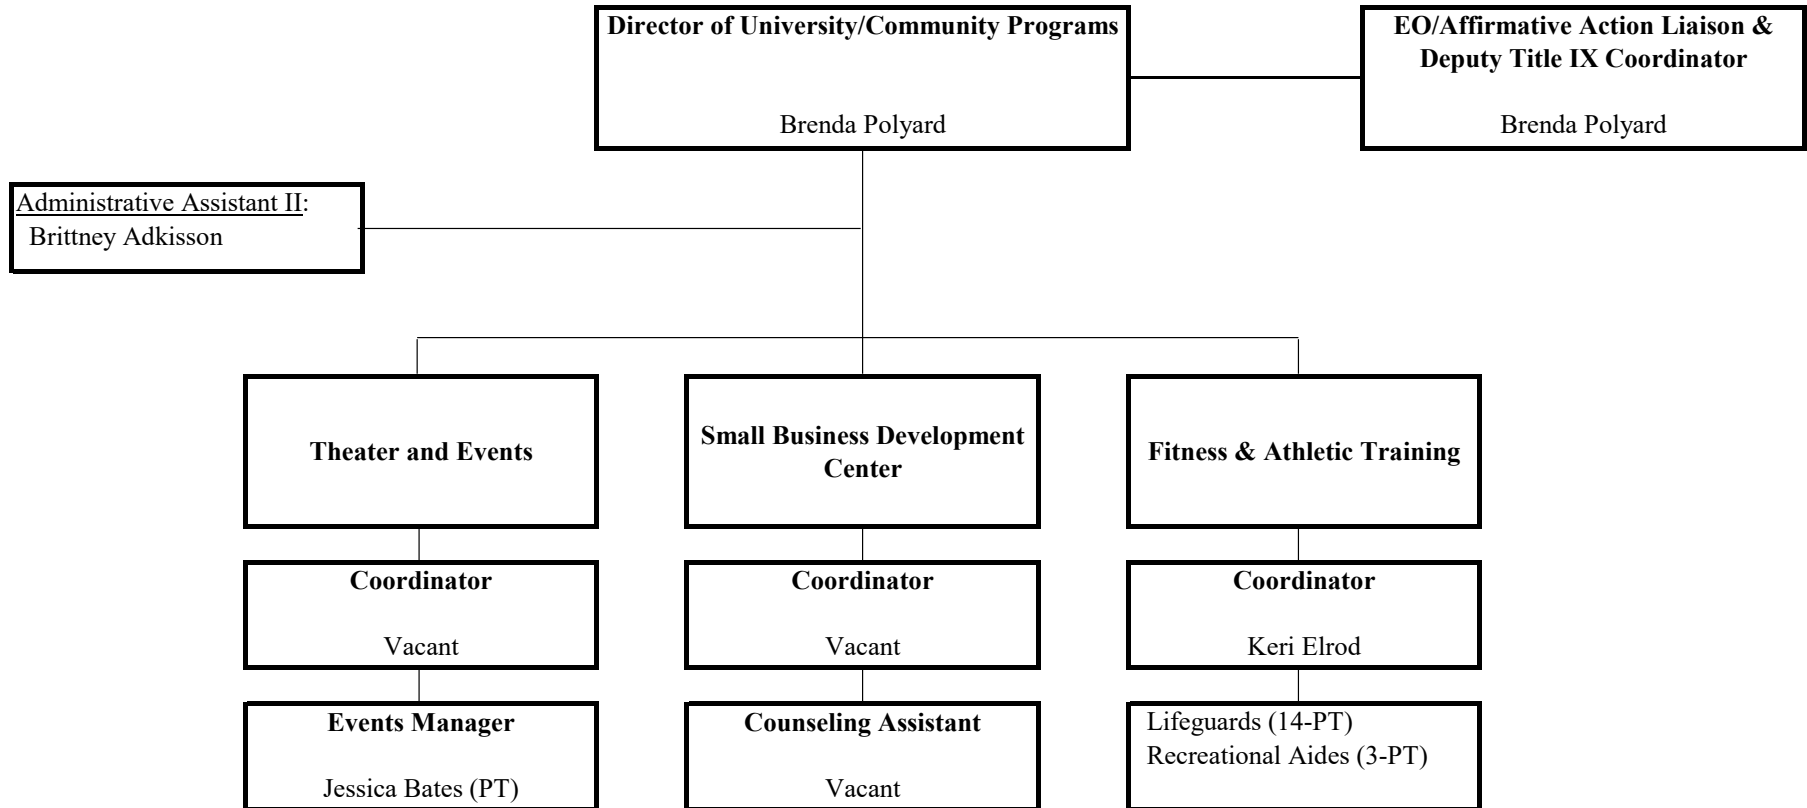 Director of University/Community Programs
Brenda Polyard
EO/Affirmative Action Liaison &
Deputy Title IX Coordinator
Brenda Polyard
Administrative Assistant II:
Brittney Adkisson
Theater and Events
Small Business Development
Center
Fitness & Athletic Training
Coordinator
Vacant
Coordinator
Vacant
Coordinator
Keri Elrod
Events Manager
Jessica Bates (PT)
Counseling Assistant
Vacant
Lifeguards (14-PT)
Recreational Aides (3-PT)